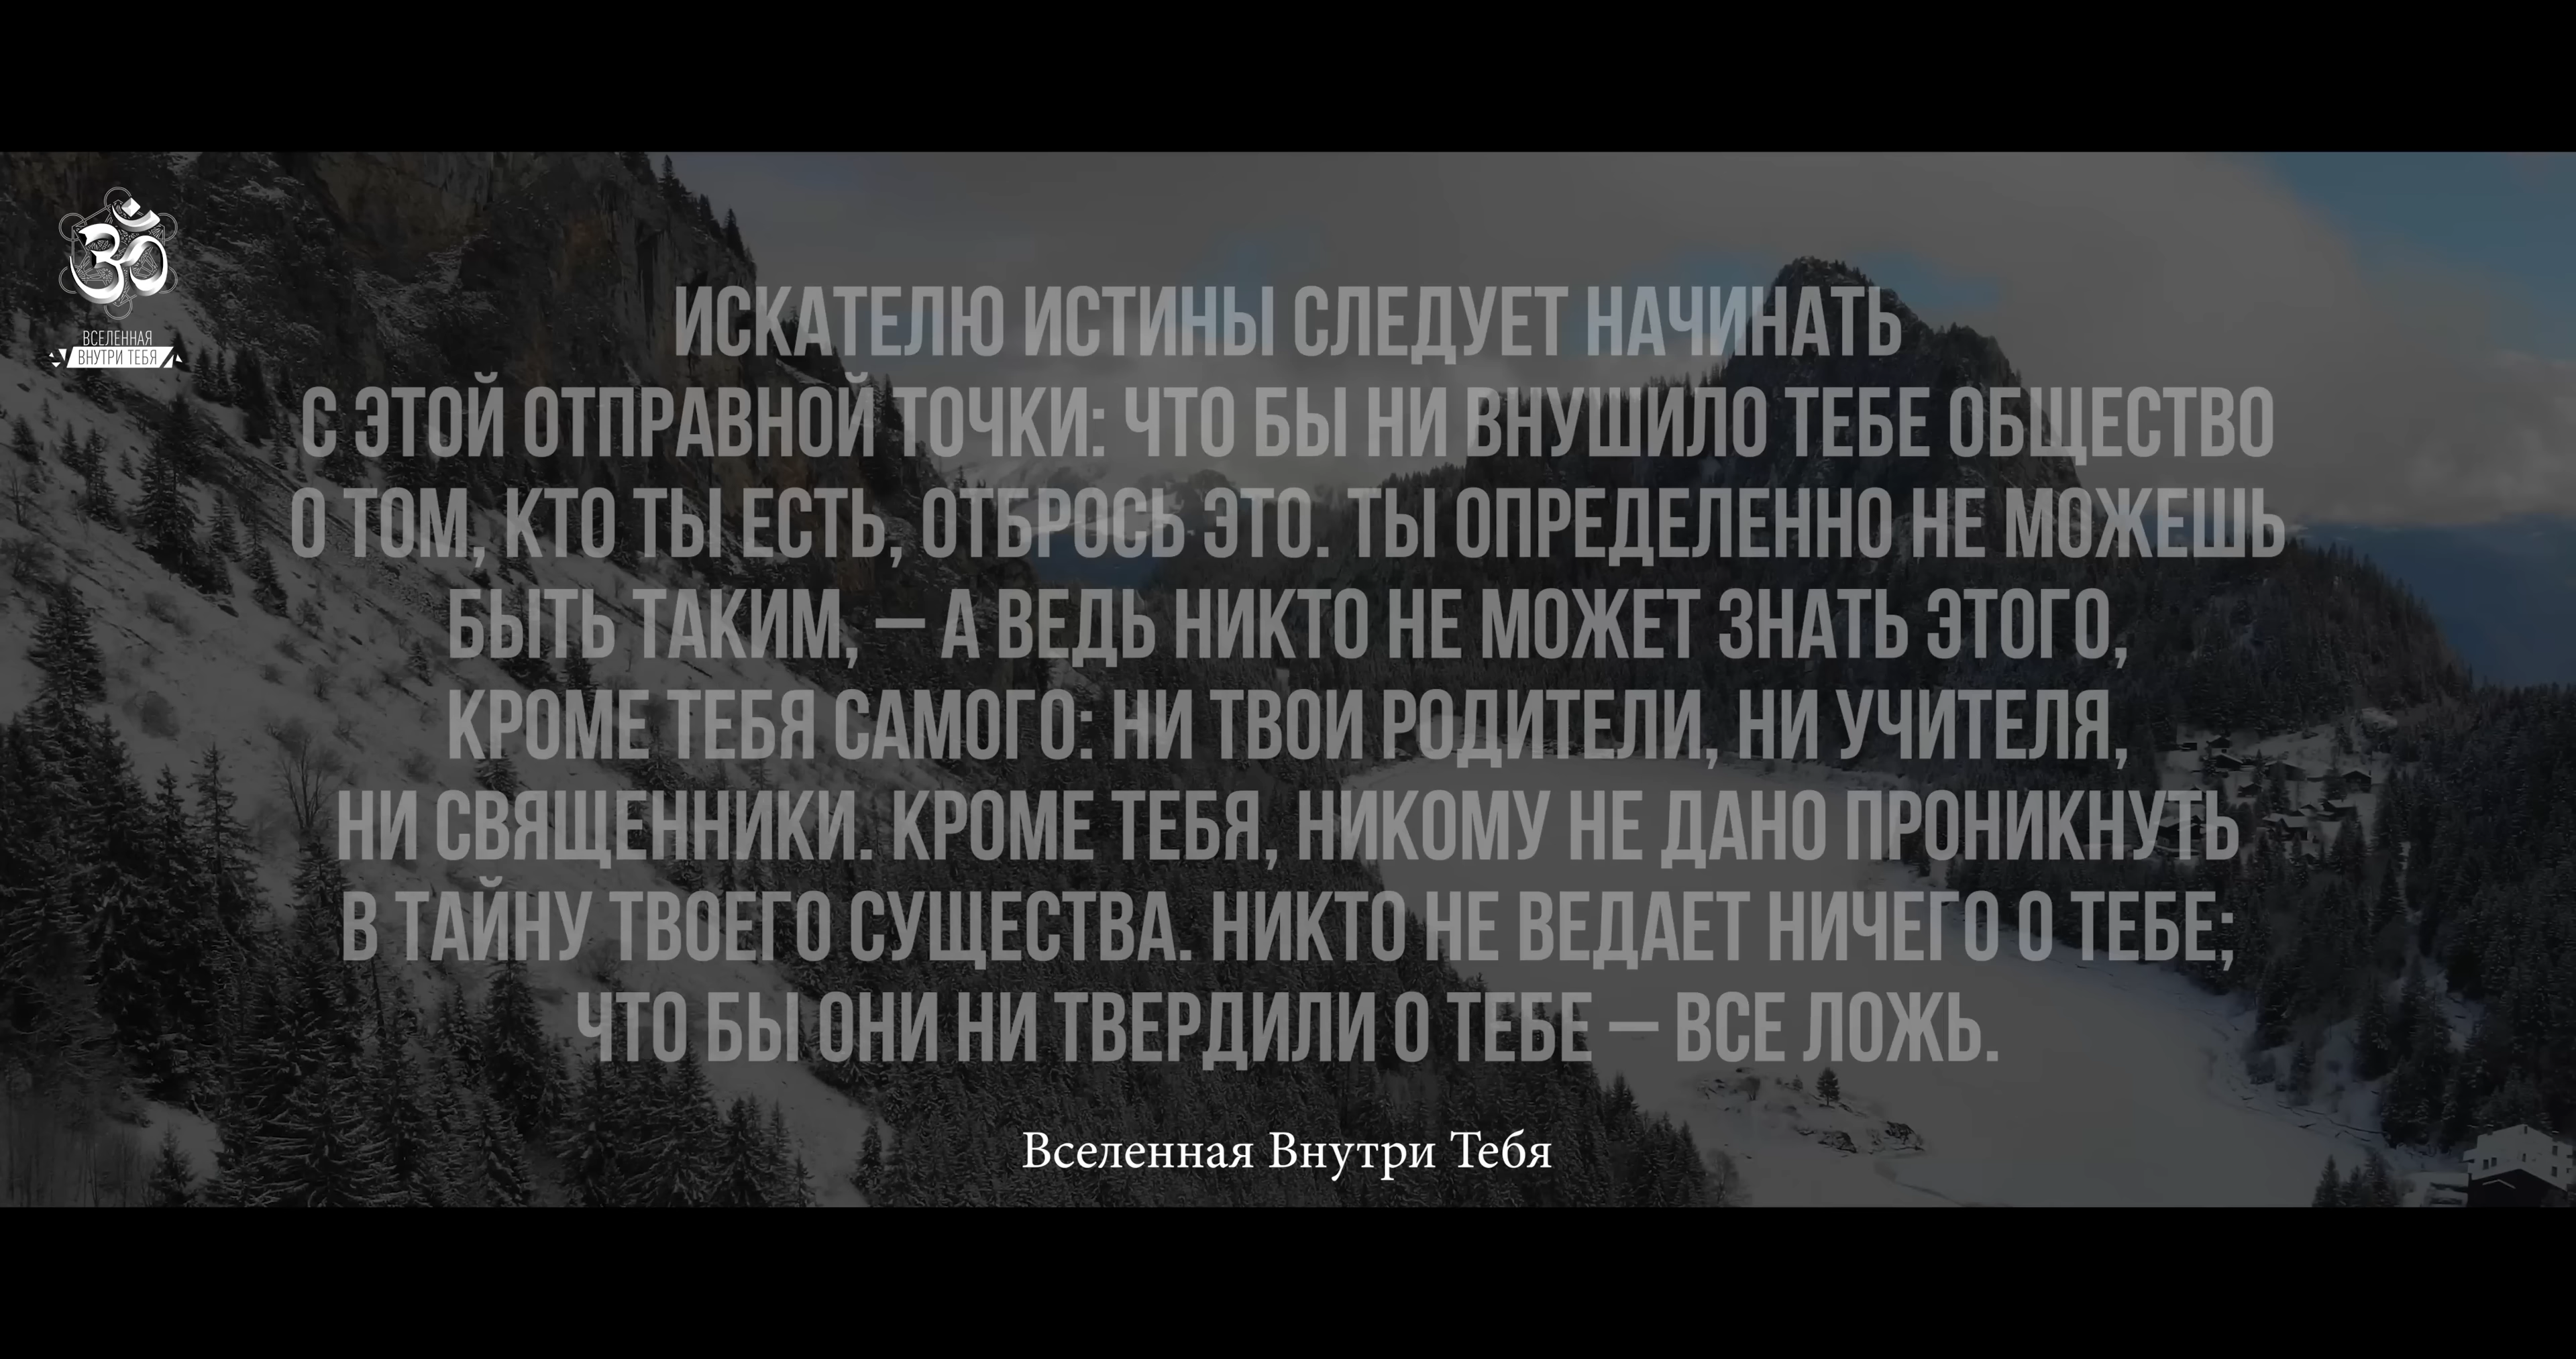 ВСЕЛЕННАЯ
ВНУТРИ ТЕБЯ
ИСКАТЕЛЮ ИСТИНЫ СЛЕДУЕТ НАЧИНАТЬ
С ЭТОЙ ОТПРАВНОЙ ТОЧКИ: ЧТО БЫ НИ ВНУШИЛО ТЕБЕ ОБЩЕСТВО
О ТОМ, КТО ТЫ ЕСТЬ, ОТБРОСЬ ЭТО. ТЫ ОПРЕДЕЛЕННО НЕ МОЖЕШЬ
БЫТЬ ТАКИМ, – А ВЕДЬ НИКТО НЕ МОЖЕТ ЗНАТЬ ЭТОГО,
КРОМЕ ТЕБЯ САМОГО: НИ ТВОИ РОДИТЕЛИ, НИ УЧИТЕЛЯ,
НИ СВЯЩЕННИКИ. КРОМЕ ТЕБЯ, НИКОМУ НЕ ДАНО ПРОНИКНУТЬ
В ТАЙНУ ТВОЕГО СУЩЕСТВА. НИКТО НЕ ВЕДАЕТ НИЧЕГО О ТЕБЕ;
ЧТО БЫ ОНИ НИ ТВЕРДИЛИ О ТЕБЕ – ВСЕ ЛОЖЬ.
Вселенная Внутри Тебя